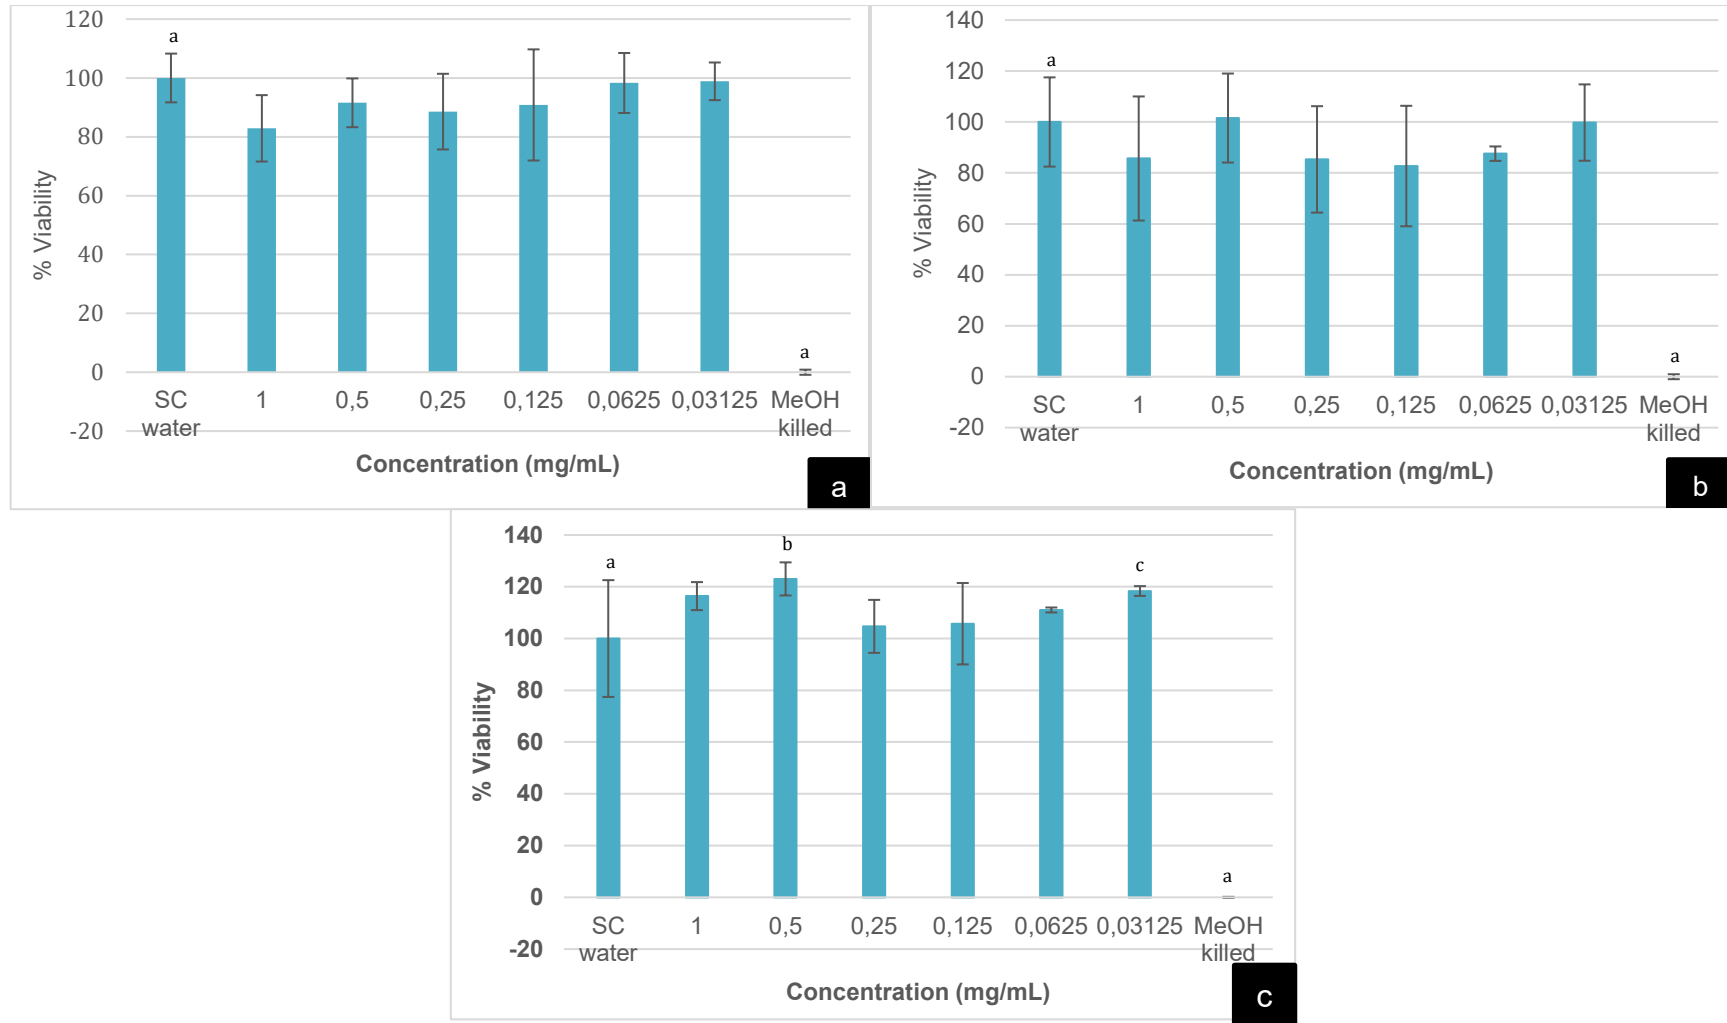 120
100
80
60
40
20
0
-20
% Viability
a
a
SC water
1
0,5
0,25
0,125
0,0625
0,03125
MeOH killed
Concentration (mg/mL)
a
140
120
100
80
60
40
20
0
-20
% Viability
a
a
SC water
1
0,5
0,25
0,125
0,0625
0,03125
MeOH killed
Concentration (mg/mL)
b
140
120
100
80
60
40
20
0
-20
% Viability
a
b
c
a
SC water
1
0,5
0,25
0,125
0,0625
0,03125
MeOH killed
Concentration (mg/mL)
c